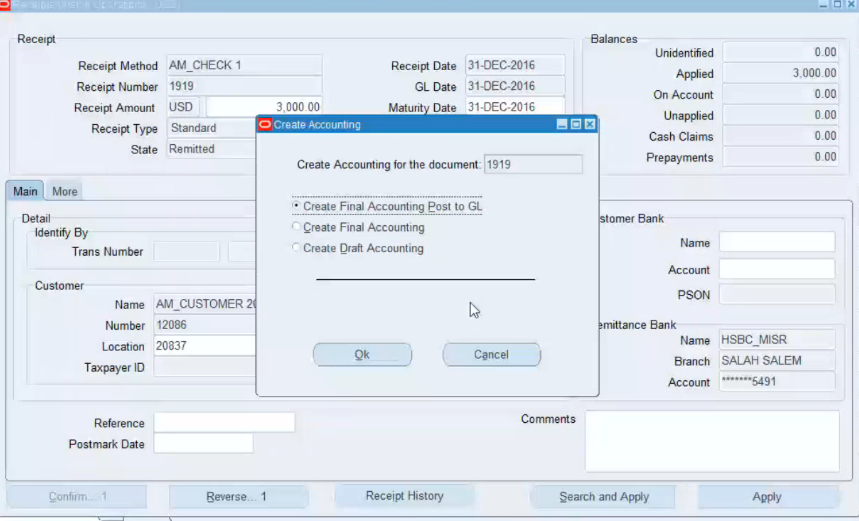 Receipt
Receipt Method AM_CHECK 1
Receipt Number 1919
Receipt Amount USD 3,000.00
Receipt Type Standard
State Remitted
Receipt Date 31-DEC-2016
GL Date 31-DEC-2016
Maturity Date 31-DEC-2016
Balances
Unidentified 0.00
Applied 3,000.00
On Account 0.00
Unapplied 0.00
Cash Claims 0.00
Prepayments 0.00
Create Accounting
Create Accounting for the document: 1919
Create Final Accounting Post to GL
Create Final Accounting
Create Draft Accounting
Ok Cancel
Main More
Detail
Identify By
Trans Number
Customer
Name AM_CUSTOMER 20
Number 12086
Location 20837
Taxpayer ID
stomer Bank
Name
Account
PSON
emittance Bank
Name HSBC_MISR
Branch SALAH SALEM
Account *******5491
Reference
Postmark Date
Comments
Confirm... 1 Reverse... 1 Receipt History Search and Apply Apply